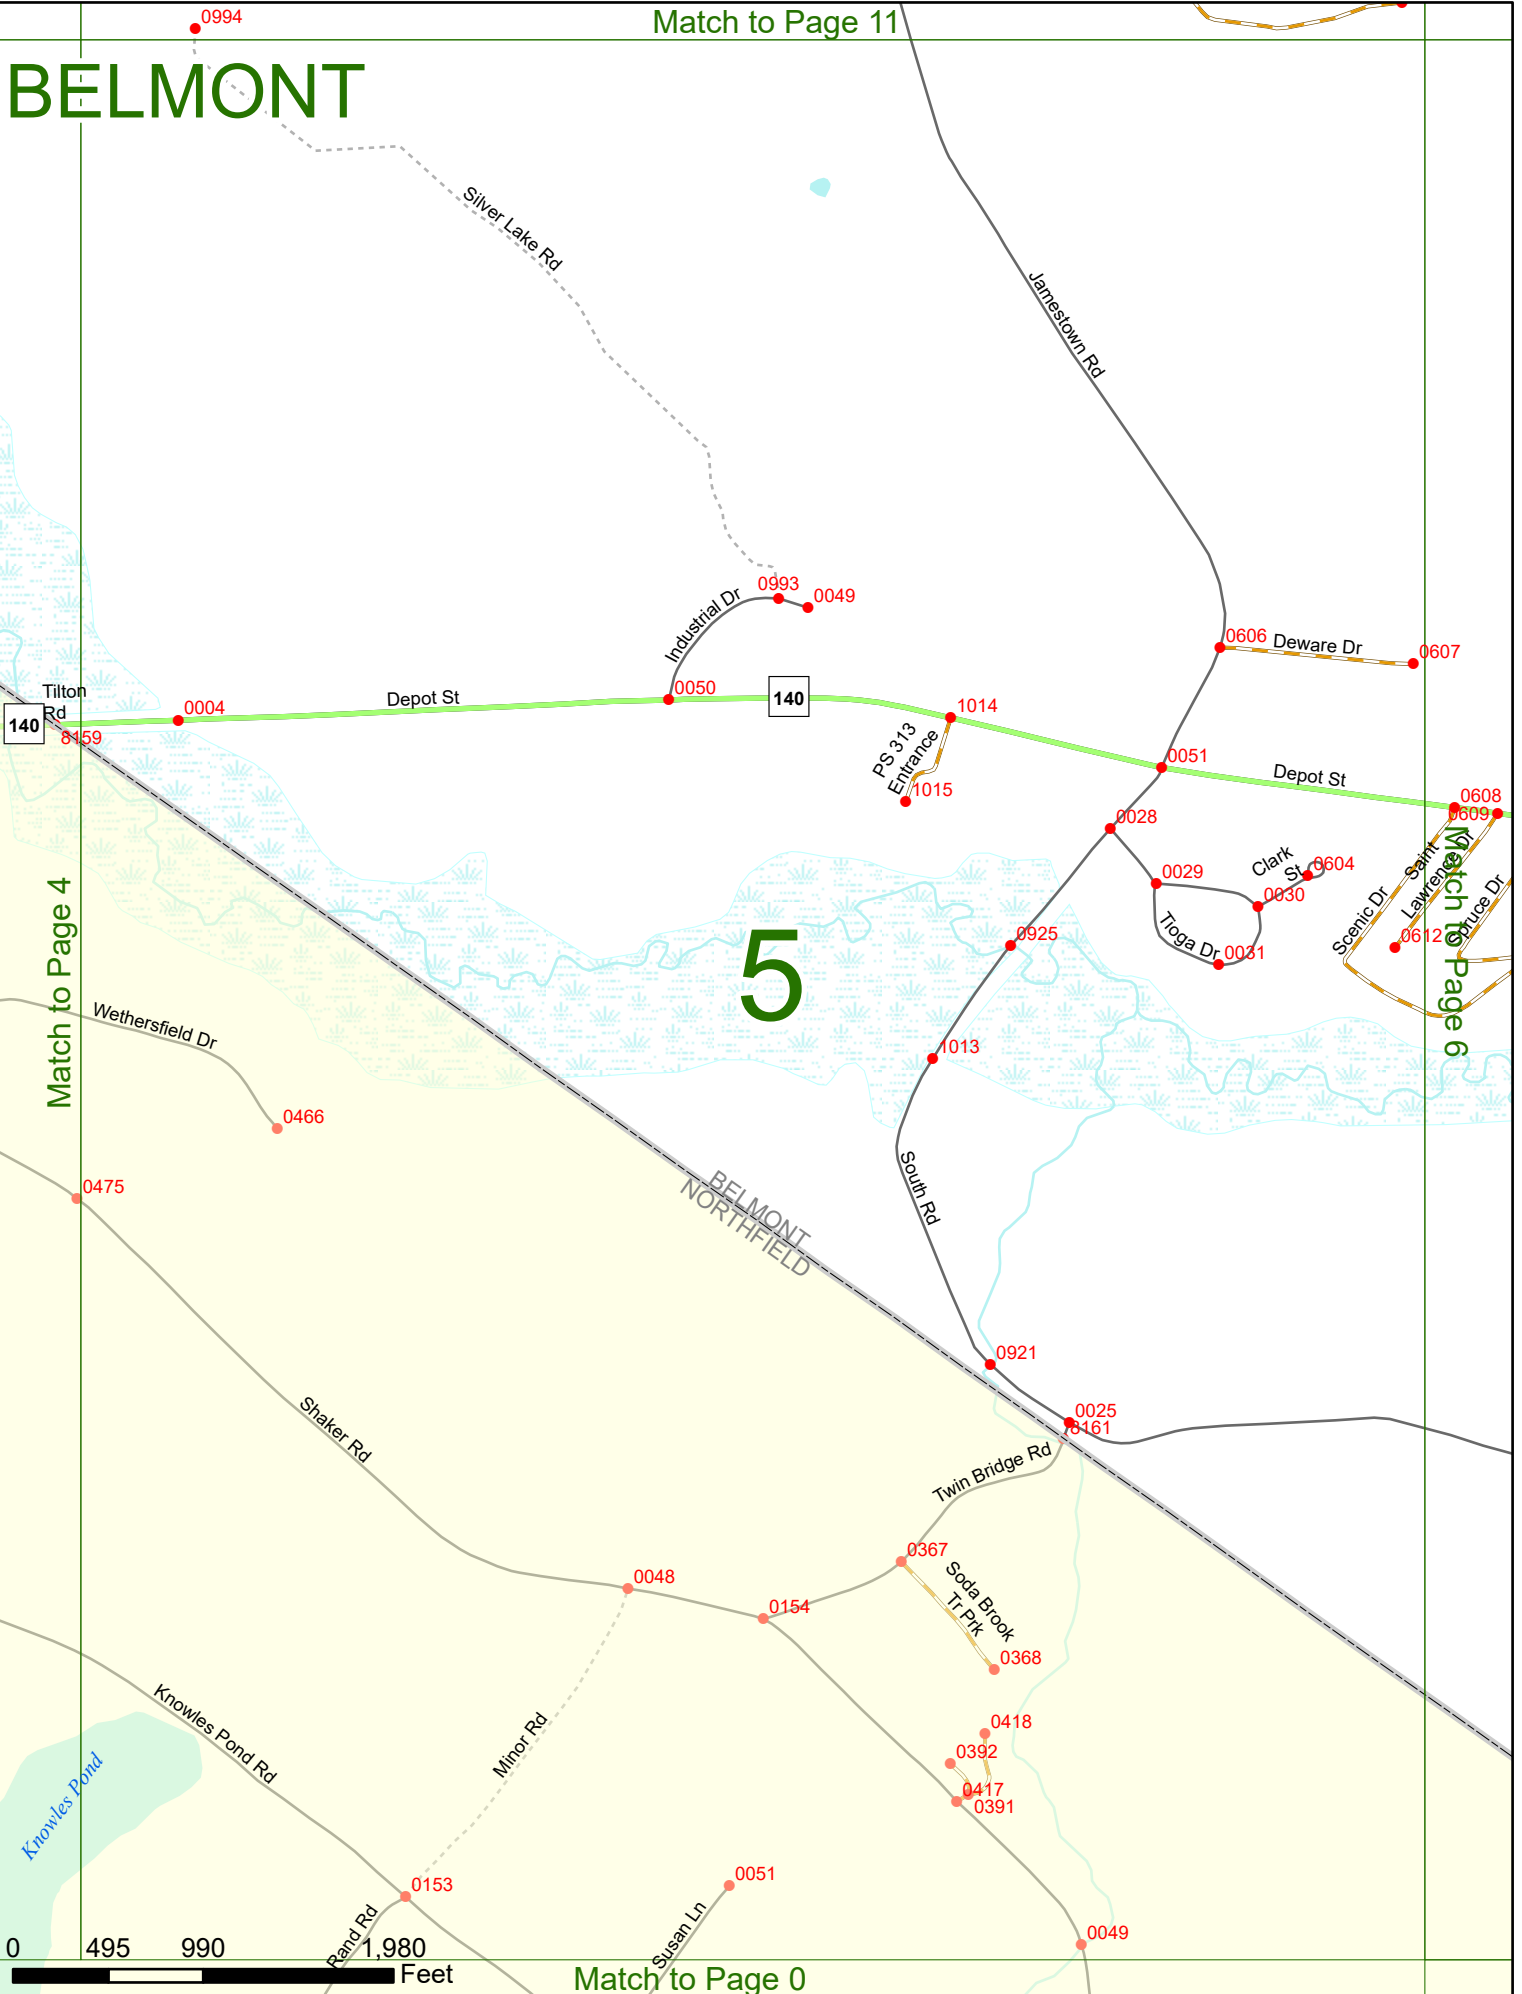 0994
Match to Page 11
BELMONT
Silver Lake Rd
Jamestown Rd
0993
0049
Industrial Dr
0606
Deware Dr
0607
Tilton
Rd
0004
Depot St
0050
140
140
8159
1014
PS 313
Entrance
1015
0051
Depot St
0608
0609
0028
Clark
St
0604
0029
0030
Saint
Lawrence Dr
Scenic Dr
Spruce Dr
Match to Page 6
Match to Page 4
0925
5
Tioga Dr
0031
0612
Wethersfield Dr
1013
0466
0475
South Rd
BELMONT
NORTHFIELD
0921
0025
8161
Shaker Rd
Twin Bridge Rd
0367
Soda Brook
Tr Prk
0048
0154
0368
Knowles Pond Rd
Minor Rd
0418
0392
0417
0391
Knowles Pond
0153
0051
Rand Rd
Susan Ln
0049
0 495 990 1,980
Feet
Match to Page 0